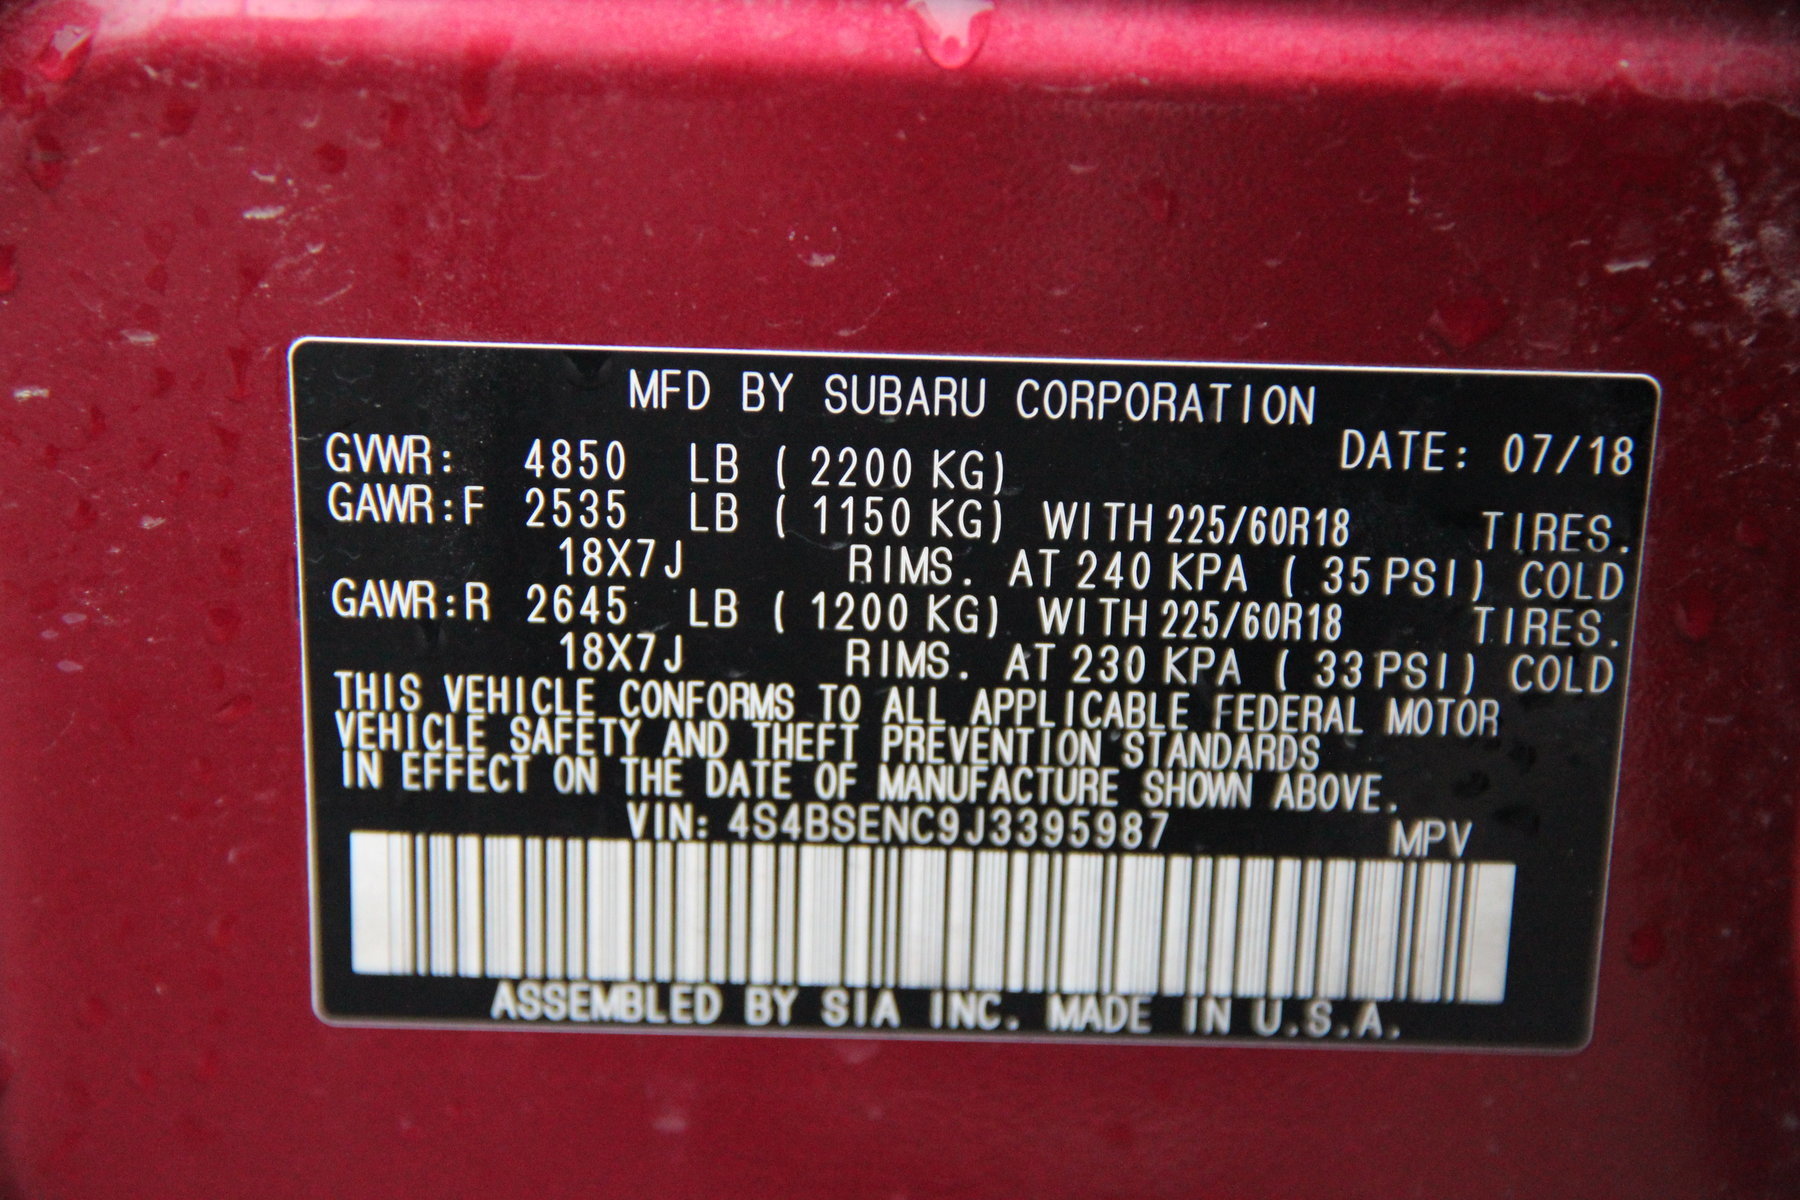 MFD BY SUBARU CORPORATION
DATE: 07/18
GVWR: 4850 LB ( 2200 KG)
GAWR:F 2535 LB ( 1150 KG) WITH 225/60R18 TIRES.
18X7J RIMS. AT 240 KPA ( 35 PSI) COLD
GAWR:R 2645 LB ( 1200 KG) WITH 225/60R18 TIRES.
18X7J RIMS. AT 230 KPA ( 33 PSI) COLD
THIS VEHICLE CONFORMS TO ALL APPLICABLE FEDERAL MOTOR
VEHICLE SAFETY AND THEFT PREVENTION STANDARDS
IN EFFECT ON THE DATE OF MANUFACTURE SHOWN ABOVE.
VIN: 4S4BSENC9J3395987 MPV
ASSEMBLED BY SIA INC. MADE IN U.S.A.